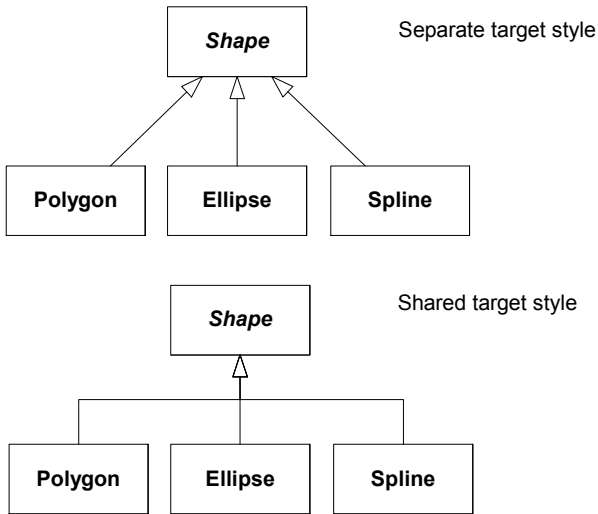 Shape
Separate target style
Polygon
Ellipse
Spline
Shape
Shared target style
Polygon
Ellipse
Spline